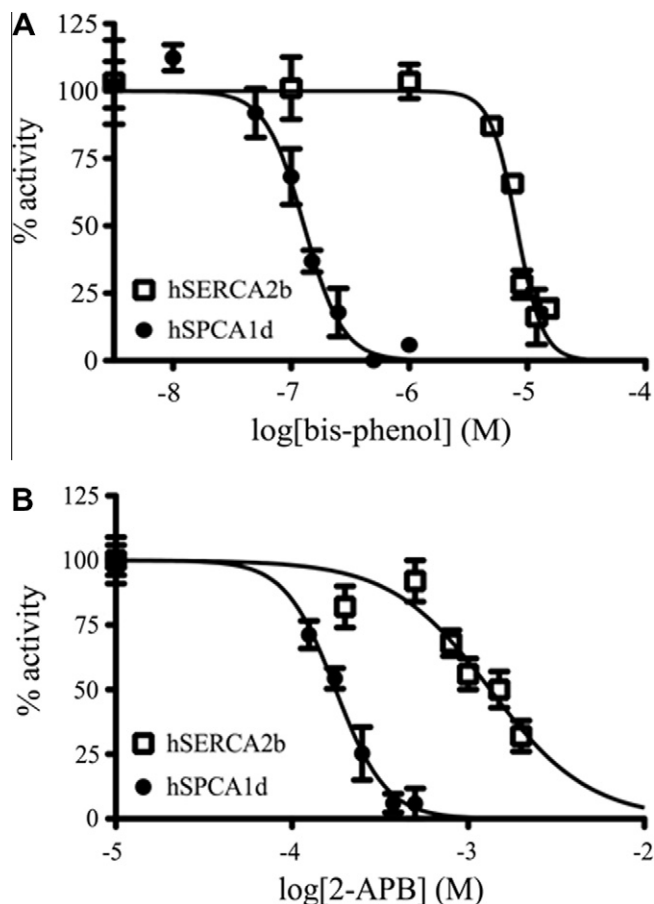 A
125
100
75
50
25
0
% activity
hSERCA2b
hSPCA1d
-8 -7 -6 -5 -4
log[bis-phenol] (M)
B
125
100
75
50
25
0
% activity
hSERCA2b
hSPCA1d
-5 -4 -3 -2
log[2-APB] (M)